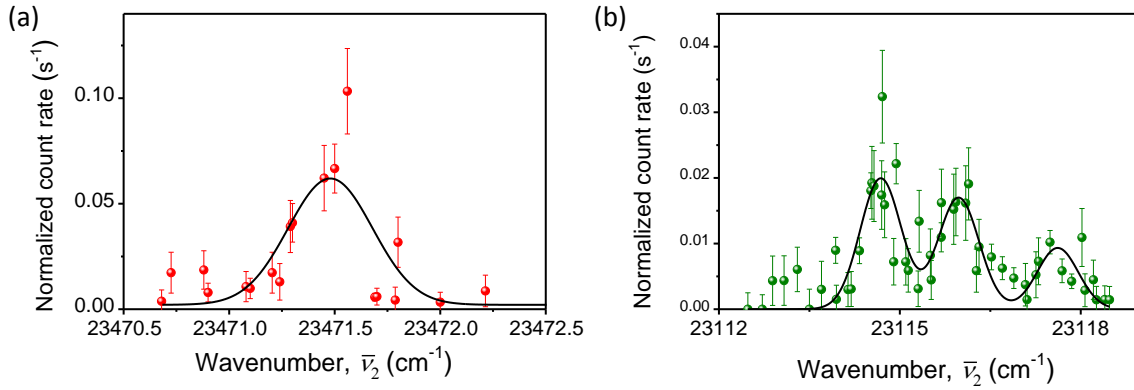 (a)
Normalized count rate (s⁻¹)
0.10
0.05
0.00
23470.5 23471.0 23471.5 23472.0 23472.5
Wavenumber, ν̅₂ (cm⁻¹)
(b)
Normalized count rate (s⁻¹)
0.04
0.03
0.02
0.01
0.00
23112 23115 23118
Wavenumber, ν̅₂ (cm⁻¹)